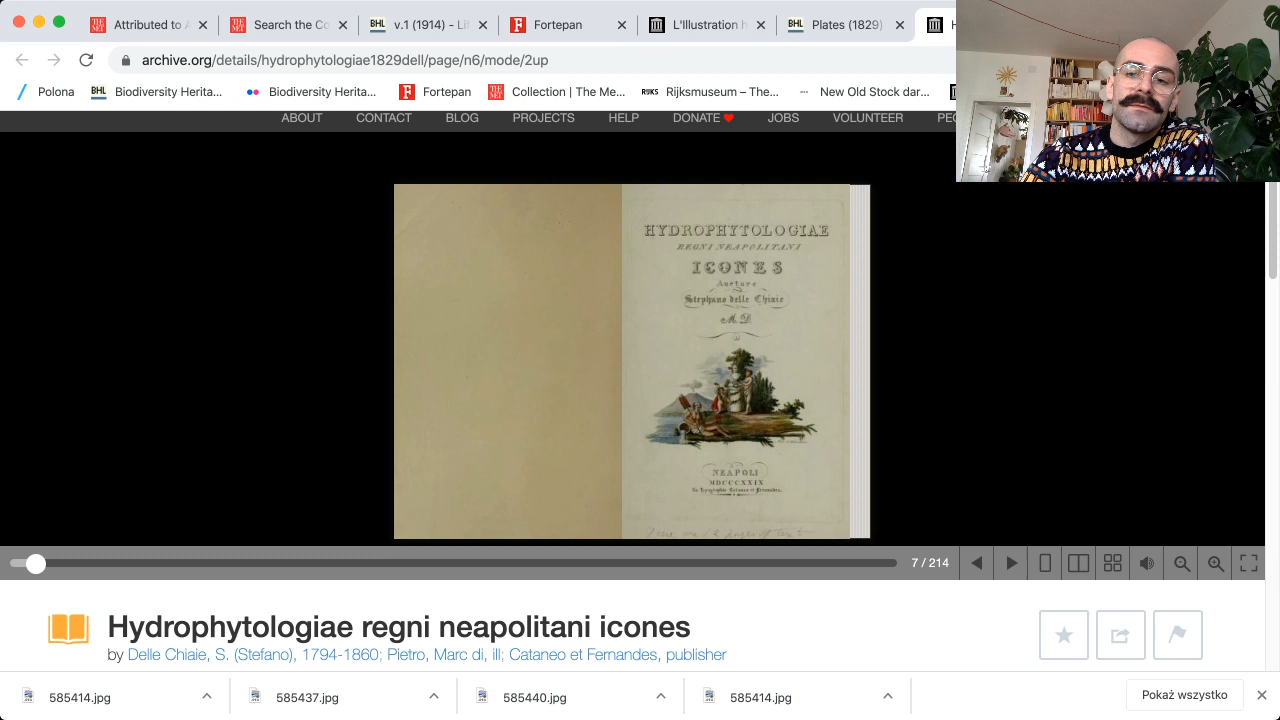 Attributed to A
Search the Co
v.1 (1914) - Li
Fortepan
L'Illustration h
Plates (1829)
H
archive.org/details/hydrophytologiae1829dell/page/n6/mode/2up
Polona
Biodiversity Herita...
Biodiversity Herita...
Fortepan
Collection | The Me...
RIJKS
Rijksmuseum – The...
New Old Stock dar...
ABOUT CONTACT BLOG PROJECTS HELP DONATE JOBS VOLUNTEER PEO
HYDROPHYTOLOGIAE
REGNI NEAPOLITANI
ICONES
Auctore
Stephano delle Chiaie
M. D.
NEAPOLI
MDCCCXXIX
7 / 214
Hydrophytologiae regni neapolitani icones
by Delle Chiaie, S. (Stefano), 1794-1860; Pietro, Marc di, ill; Cataneo et Fernandes, publisher
585414.jpg
585437.jpg
585440.jpg
585414.jpg
Pokaż wszystko